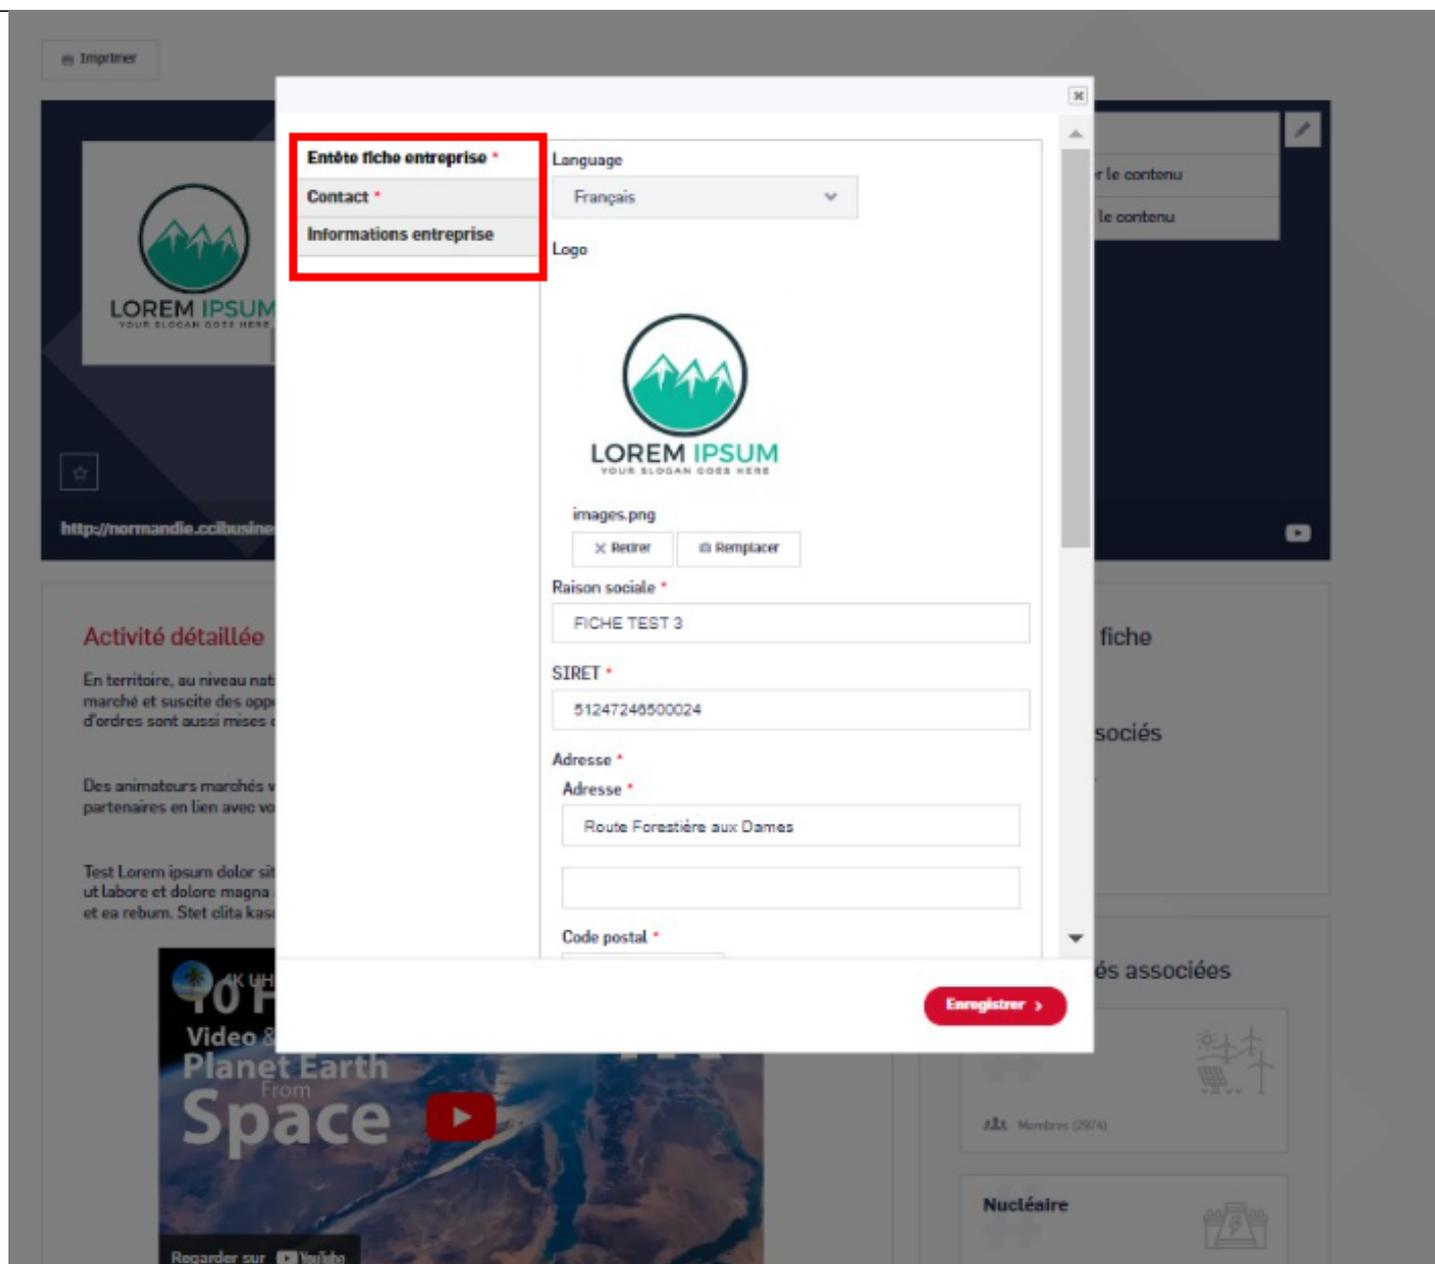 Imprimer
LOREM IPSUM
YOUR SLOGAN GOES HERE
http://normandie.ccibusine
r le contenu
le contenu
Entête fiche entreprise *
Contact *
Informations entreprise
Language
Français
Logo
LOREM IPSUM
YOUR SLOGAN GOES HERE
images.png
Retirer
Remplacer
Raison sociale *
FICHE TEST 3
SIRET *
51247246500024
Adresse *
Adresse *
Route Forestière aux Dames
Code postal *
Enregistrer
Activité détaillée
En territoire, au niveau nat
marché et suscite des oppo
d'ordres sont aussi mises e
Des animateurs marchés v
partenaires en lien avec vo
Test Lorem ipsum dolor sit
ut labore et dolore magna
et ea rebum. Stet clita kas
4K UH
10 H
Video &
Planet Earth
From
Space
Regarder sur YouTube
fiche
sociés
és associées
Membres (2974)
Nucléaire